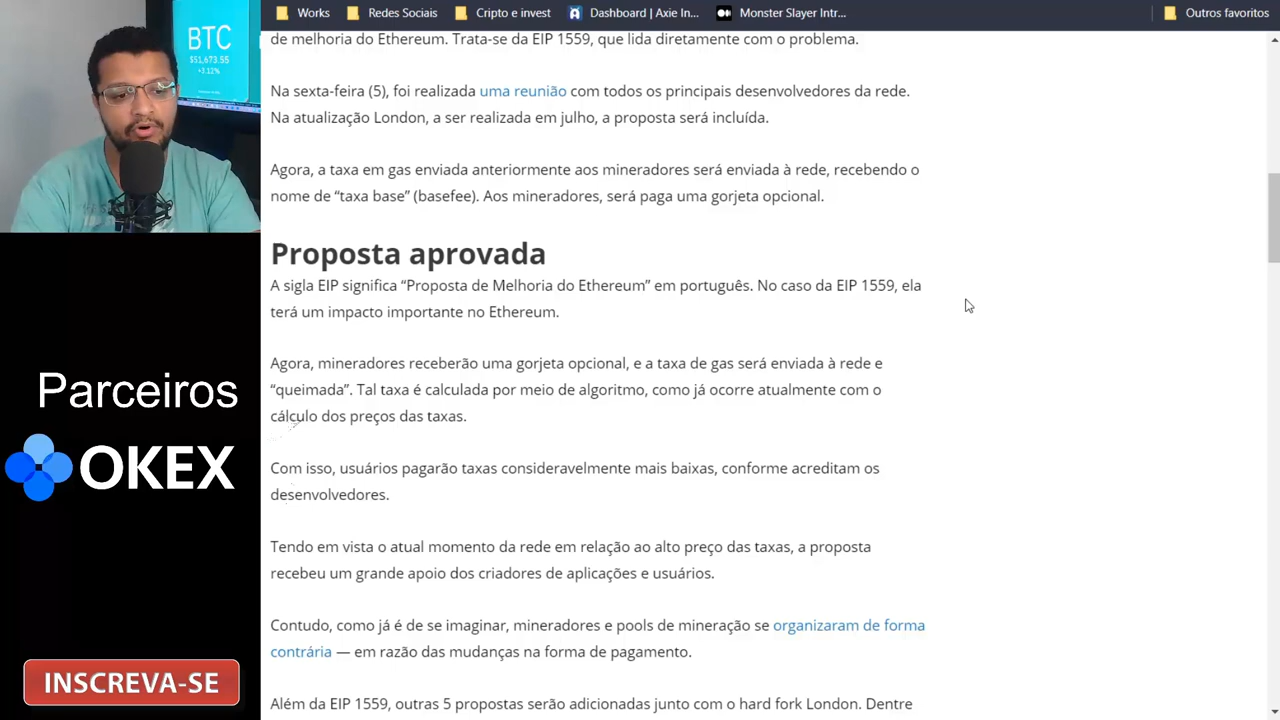 Works
Redes Sociais
Cripto e invest
Dashboard | Axie In...
Monster Slayer Intr...
Outros favoritos
BTC
$51,673.55
+3.12%
de melhoria do Ethereum. Trata-se da EIP 1559, que lida diretamente com o problema.
Na sexta-feira (5), foi realizada uma reunião com todos os principais desenvolvedores da rede.
Na atualização London, a ser realizada em julho, a proposta será incluída.
Agora, a taxa em gas enviada anteriormente aos mineradores será enviada à rede, recebendo o
nome de “taxa base” (basefee). Aos mineradores, será paga uma gorjeta opcional.
Proposta aprovada
A sigla EIP significa “Proposta de Melhoria do Ethereum” em português. No caso da EIP 1559, ela
terá um impacto importante no Ethereum.
Agora, mineradores receberão uma gorjeta opcional, e a taxa de gas será enviada à rede e
“queimada”. Tal taxa é calculada por meio de algoritmo, como já ocorre atualmente com o
cálculo dos preços das taxas.
Com isso, usuários pagarão taxas consideravelmente mais baixas, conforme acreditam os
desenvolvedores.
Tendo em vista o atual momento da rede em relação ao alto preço das taxas, a proposta
recebeu um grande apoio dos criadores de aplicações e usuários.
Contudo, como já é de se imaginar, mineradores e pools de mineração se organizaram de forma
contrária — em razão das mudanças na forma de pagamento.
Além da EIP 1559, outras 5 propostas serão adicionadas junto com o hard fork London. Dentre
Parceiros
OKEX
INSCREVA-SE